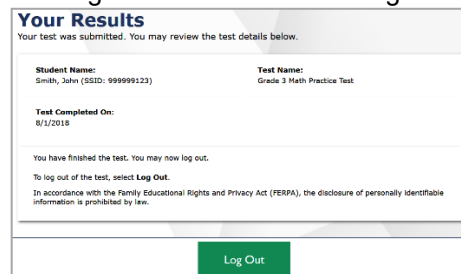 Your Results
Your test was submitted. You may review the test details below.
Student Name:
Smith, John (SSID: 999999123)
Test Name:
Grade 3 Math Practice Test
Test Completed On:
8/1/2018
You have finished the test. You may now log out.
To log out of the test, select Log Out.
In accordance with the Family Educational Rights and Privacy Act (FERPA), the disclosure of personally identifiable
information is prohibited by law.
Log Out